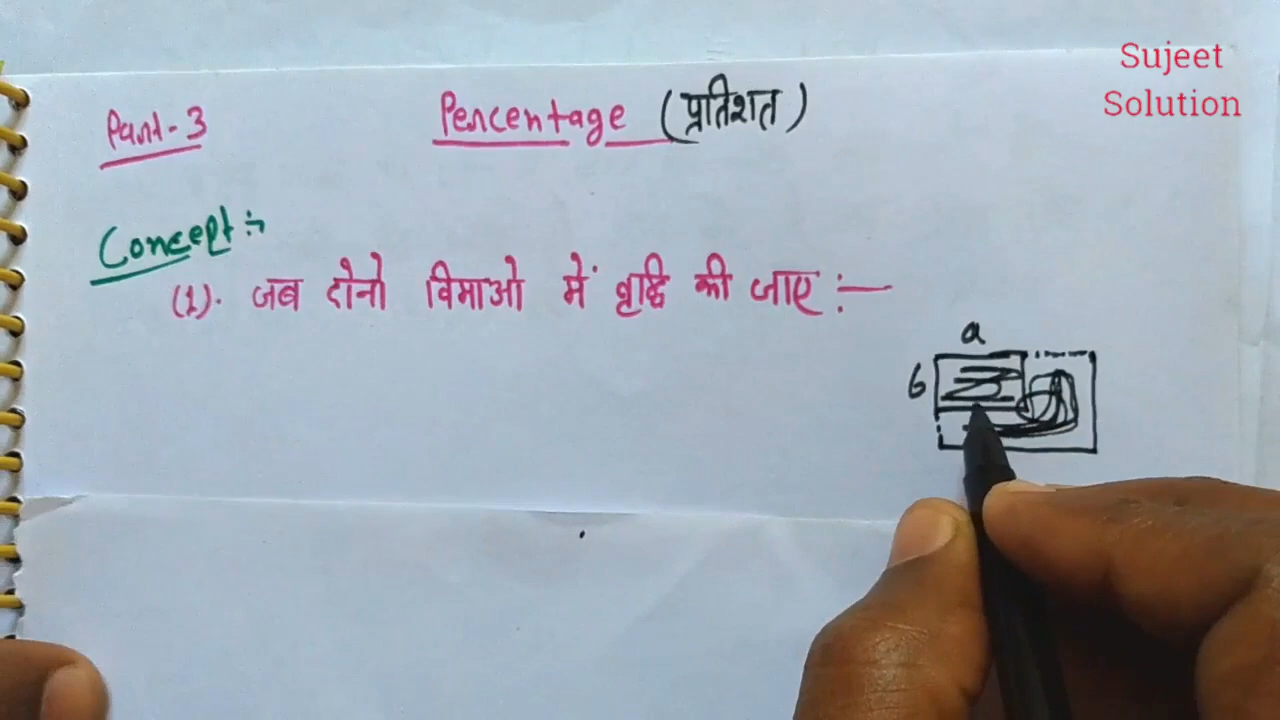 Sujeet
Solution
Part-3
Percentage (प्रतिशत)
Concept :-
(1). जब दोनो विमाओ में वृद्धि की जाए :-
a
b